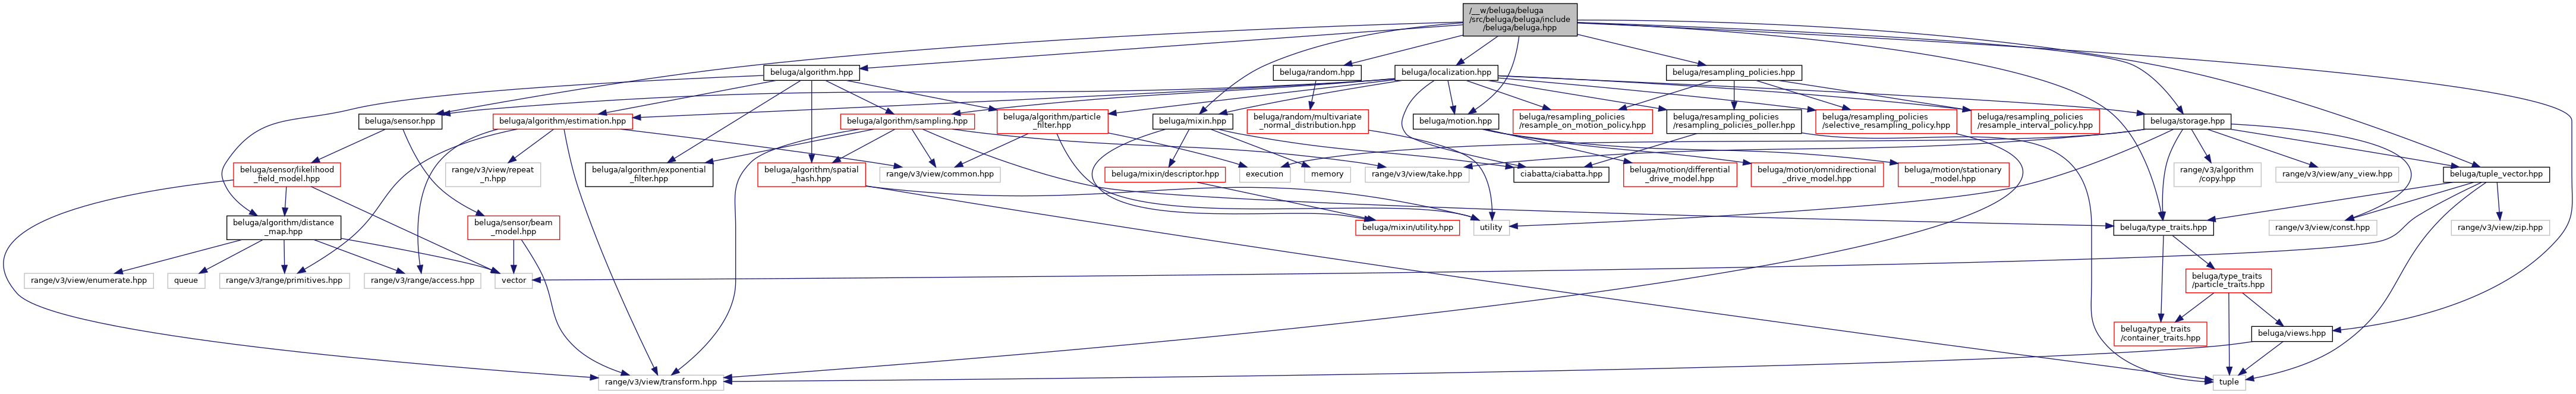 /__w/beluga/beluga
/src/beluga/beluga/include
/beluga/beluga.hpp
beluga/algorithm.hpp
beluga/random.hpp
beluga/localization.hpp
beluga/resampling_policies.hpp
beluga/sensor.hpp
beluga/algorithm/estimation.hpp
beluga/algorithm/sampling.hpp
beluga/algorithm/particle
_filter.hpp
beluga/mixin.hpp
beluga/random/multivariate
_normal_distribution.hpp
beluga/motion.hpp
beluga/resampling_policies
/resample_on_motion_policy.hpp
beluga/resampling_policies
/resampling_policies_poller.hpp
beluga/resampling_policies
/selective_resampling_policy.hpp
beluga/resampling_policies
/resample_interval_policy.hpp
beluga/storage.hpp
beluga/sensor/likelihood
_field_model.hpp
range/v3/view/repeat
_n.hpp
beluga/algorithm/exponential
_filter.hpp
beluga/algorithm/spatial
_hash.hpp
range/v3/view/common.hpp
beluga/mixin/descriptor.hpp
execution
memory
range/v3/view/take.hpp
ciabatta/ciabatta.hpp
beluga/motion/differential
_drive_model.hpp
beluga/motion/omnidirectional
_drive_model.hpp
beluga/motion/stationary
_model.hpp
range/v3/algorithm
/copy.hpp
range/v3/view/any_view.hpp
beluga/tuple_vector.hpp
beluga/algorithm/distance
_map.hpp
beluga/sensor/beam
_model.hpp
beluga/mixin/utility.hpp
utility
beluga/type_traits.hpp
range/v3/view/const.hpp
range/v3/view/zip.hpp
range/v3/view/enumerate.hpp
queue
range/v3/range/primitives.hpp
range/v3/range/access.hpp
vector
beluga/type_traits
/particle_traits.hpp
beluga/type_traits
/container_traits.hpp
beluga/views.hpp
range/v3/view/transform.hpp
tuple